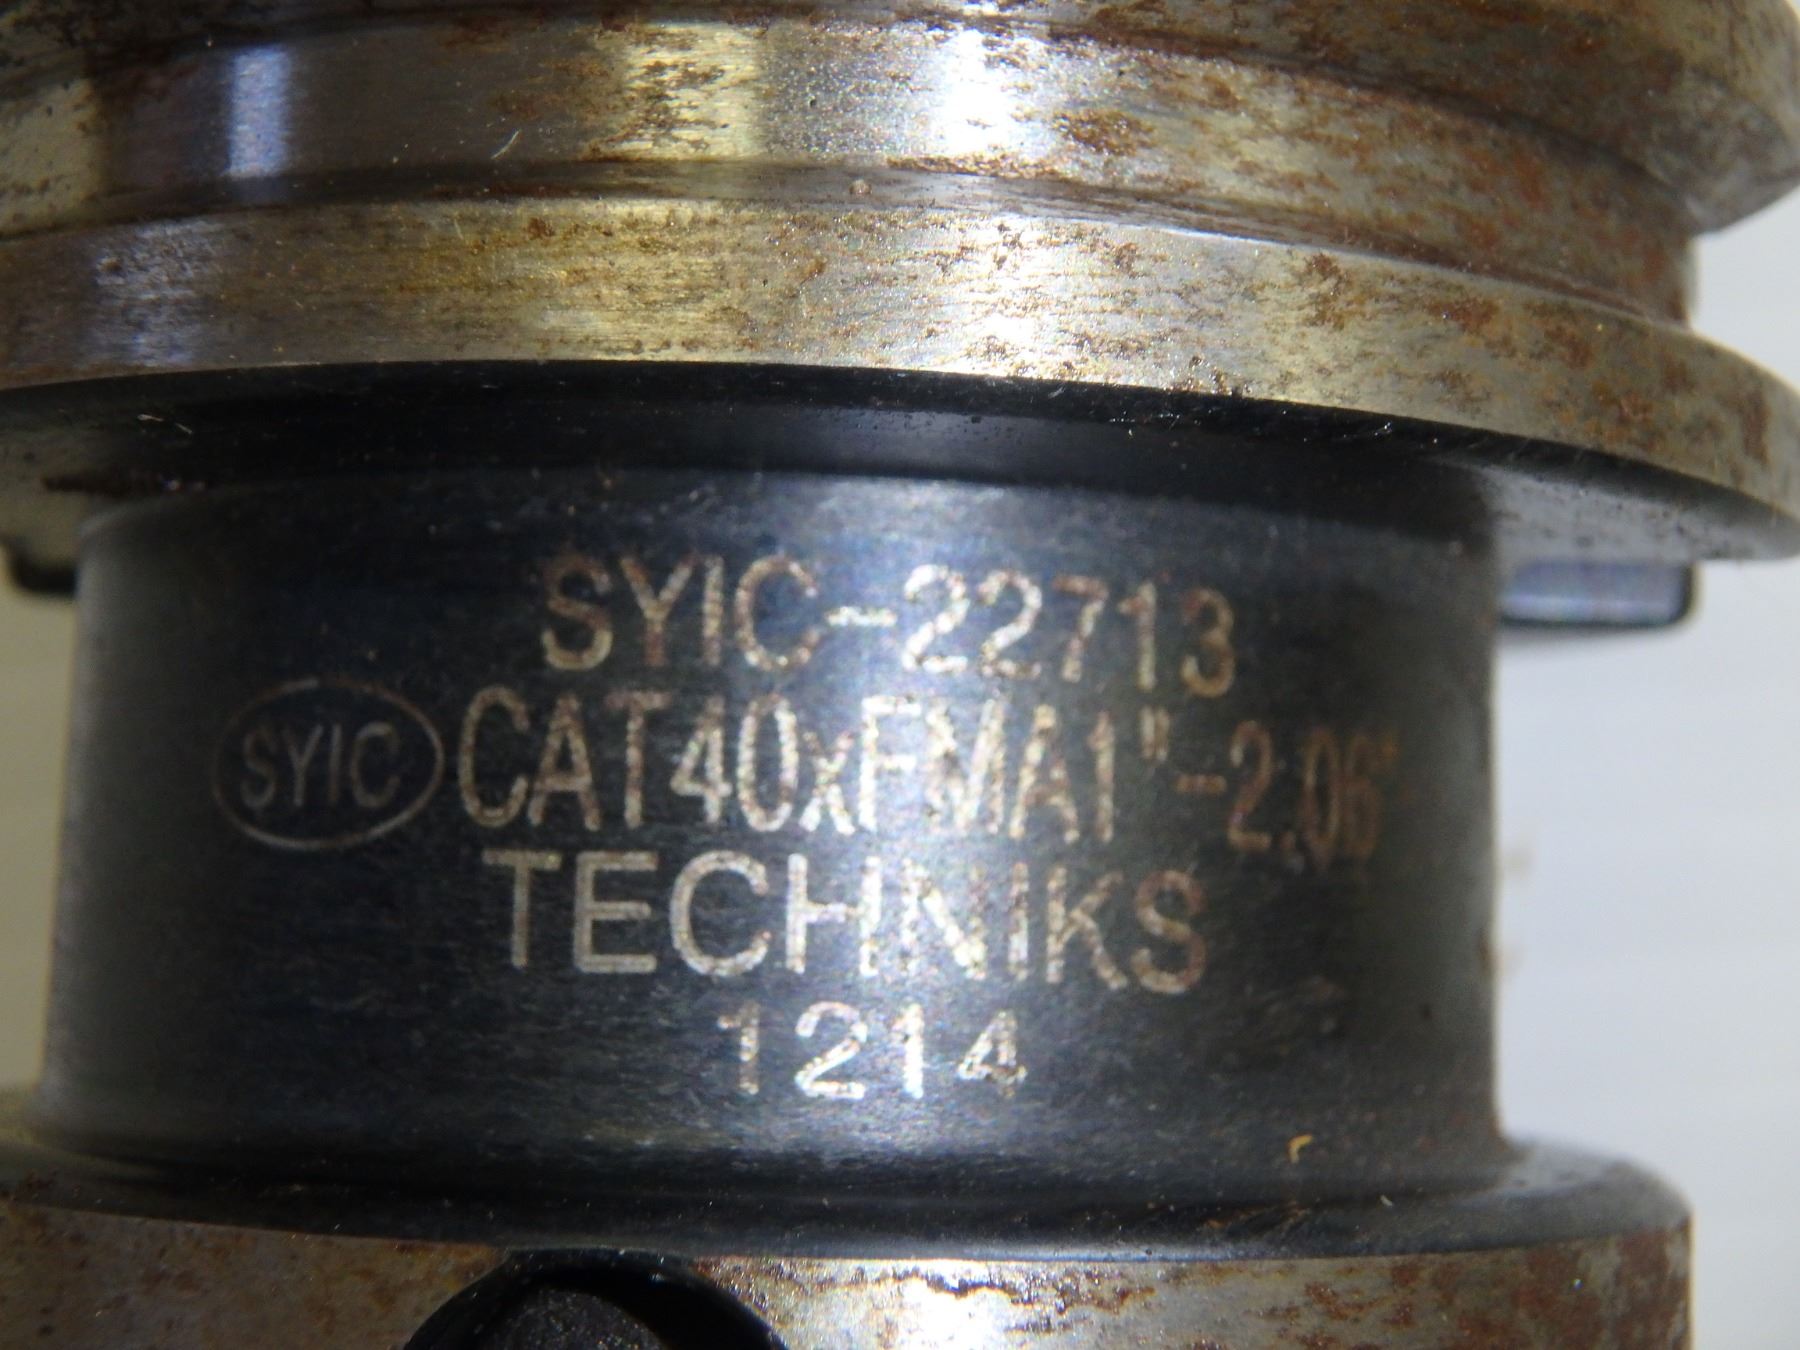 SYIC-22713
SYIC CAT40xFMA1"-2.06"
TECHNIKS
1214